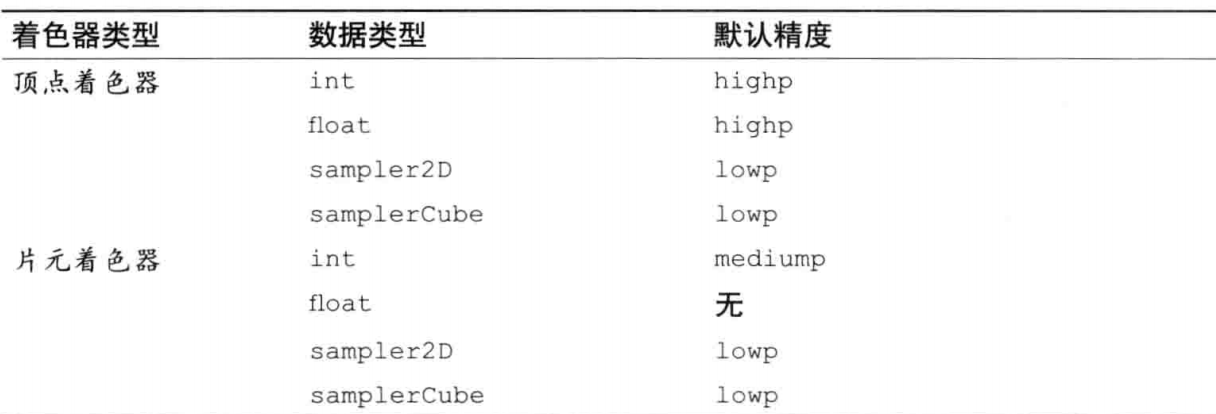 着色器类型 数据类型 默认精度
顶点着色器 int highp
float highp
sampler2D lowp
samplerCube lowp
片元着色器 int mediump
float 无
sampler2D lowp
samplerCube lowp